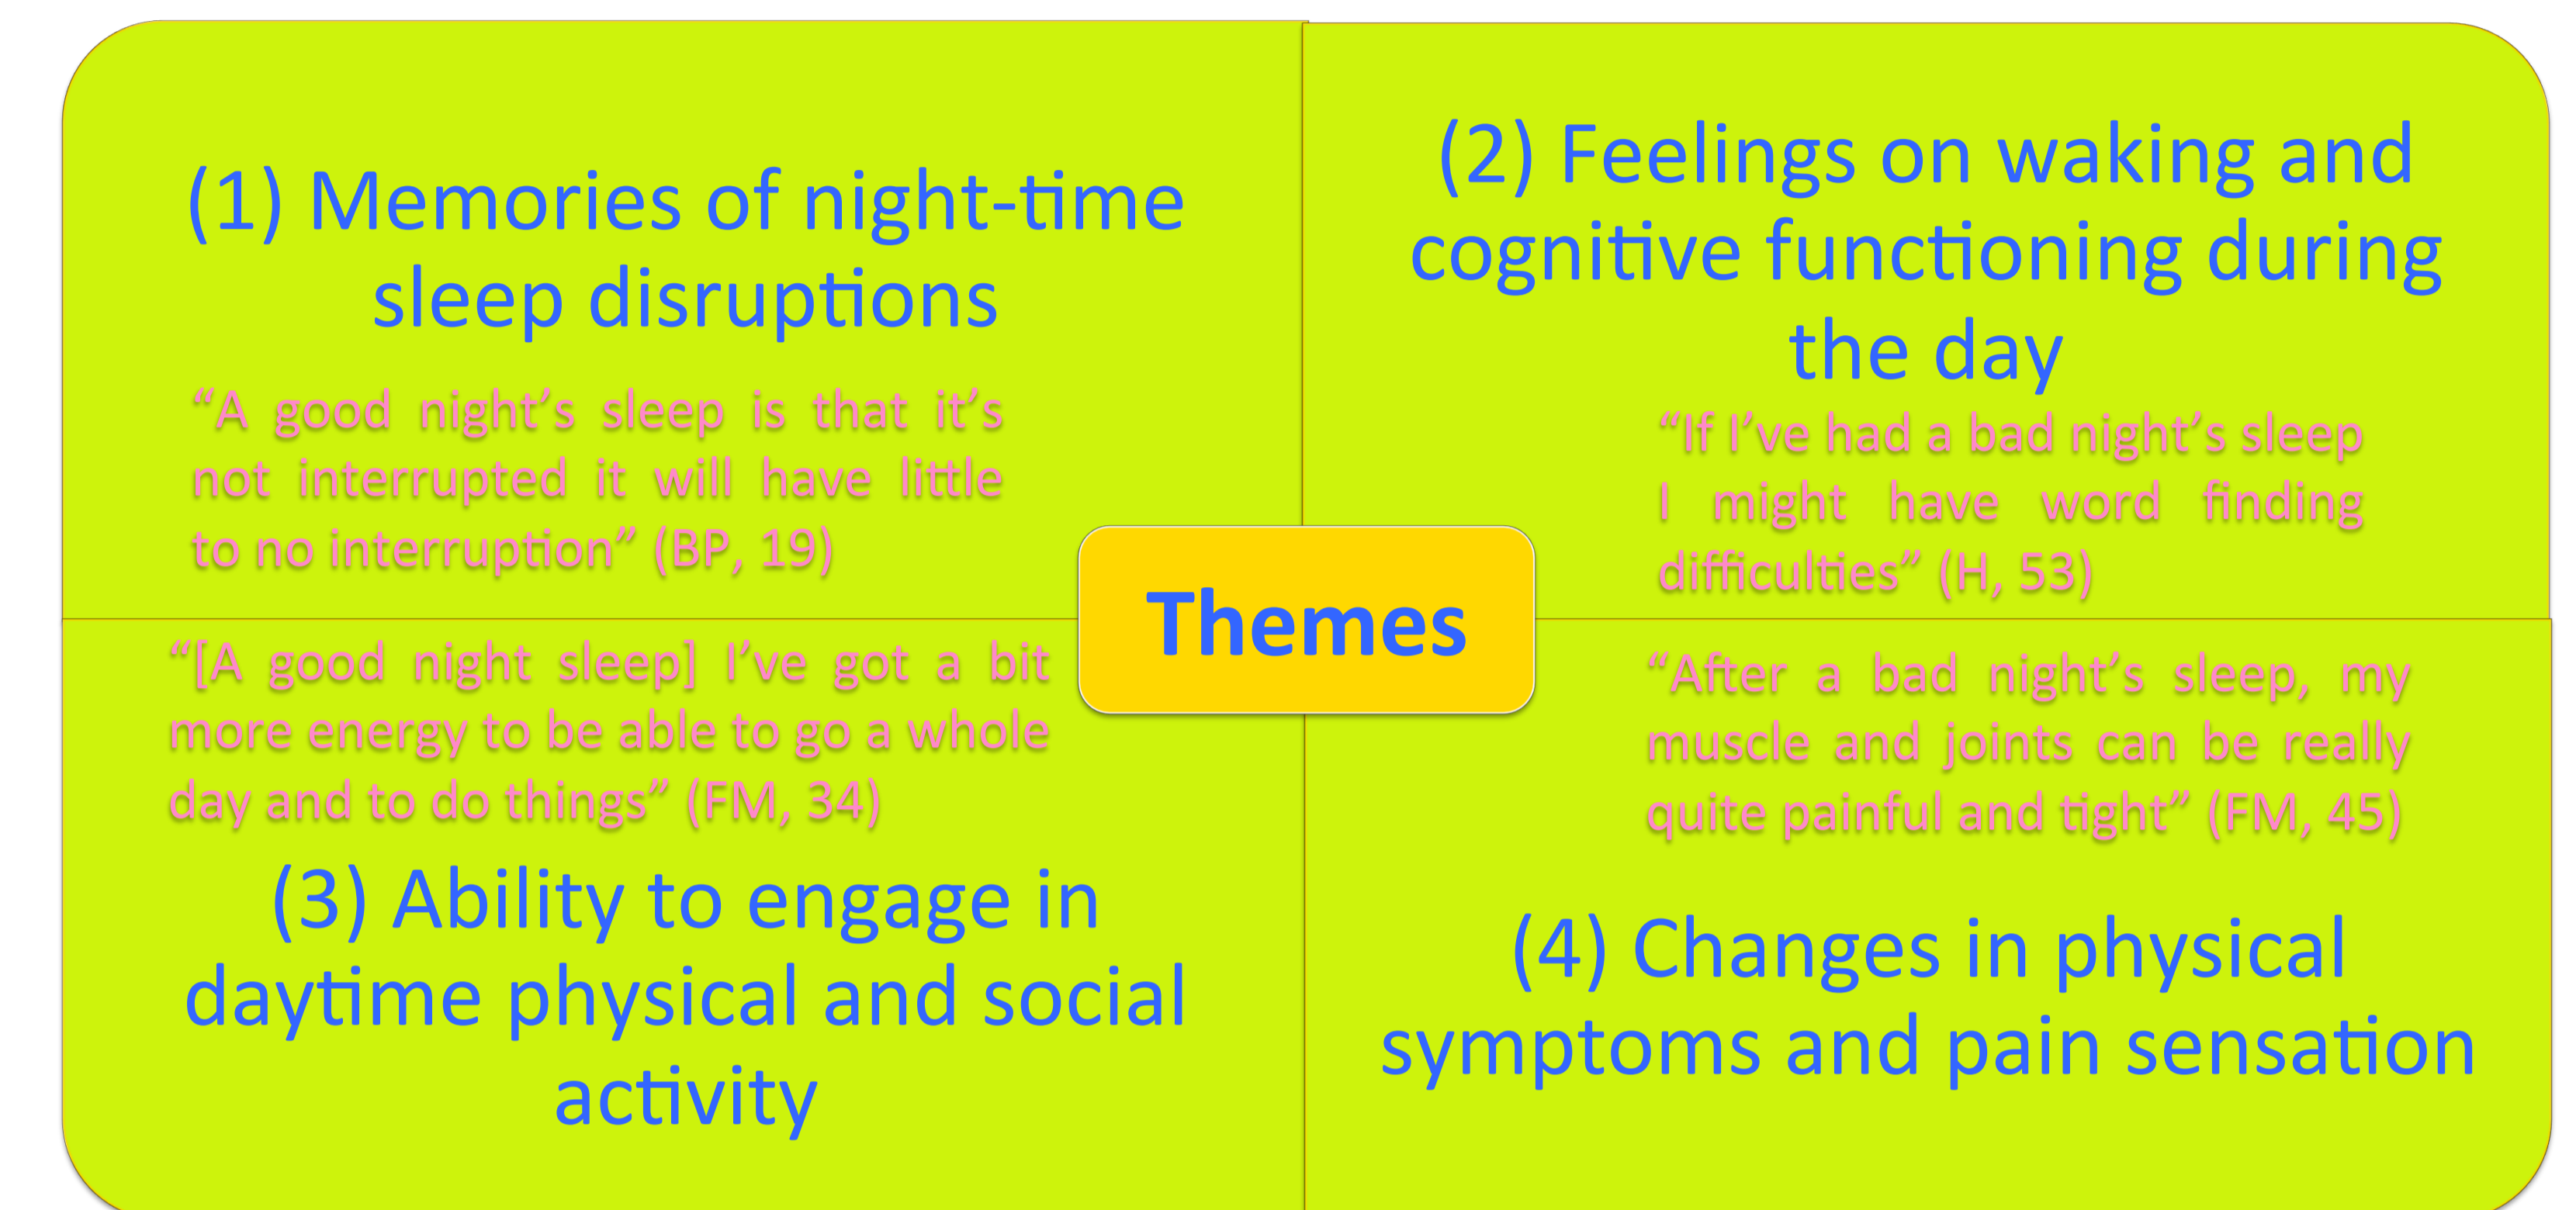 (1) Memories of night-time
sleep disruptions
“A good night’s sleep is that it’s
not interrupted it will have little
to no interruption” (BP, 19)
(2) Feelings on waking and
cognitive functioning during
the day
“If I’ve had a bad night’s sleep
I might have word finding
difficulties” (H, 53)
Themes
“[A good night sleep] I’ve got a bit
more energy to be able to go a whole
day and to do things” (FM, 34)
(3) Ability to engage in
daytime physical and social
activity
“After a bad night’s sleep, my
muscle and joints can be really
quite painful and tight” (FM, 45)
(4) Changes in physical
symptoms and pain sensation